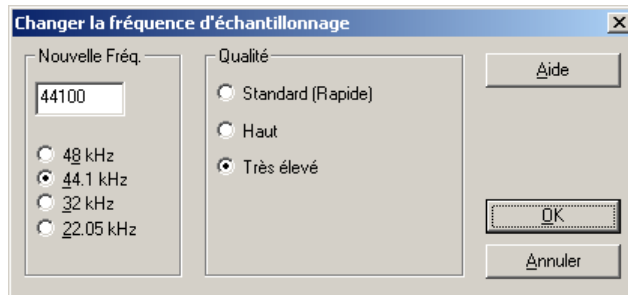 Changer la fréquence d'échantillonnage
Nouvelle Fréq.
44100
48 kHz
44.1 kHz
32 kHz
22.05 kHz
Qualité
Standard (Rapide)
Haut
Très élevé
Aide
OK
Annuler